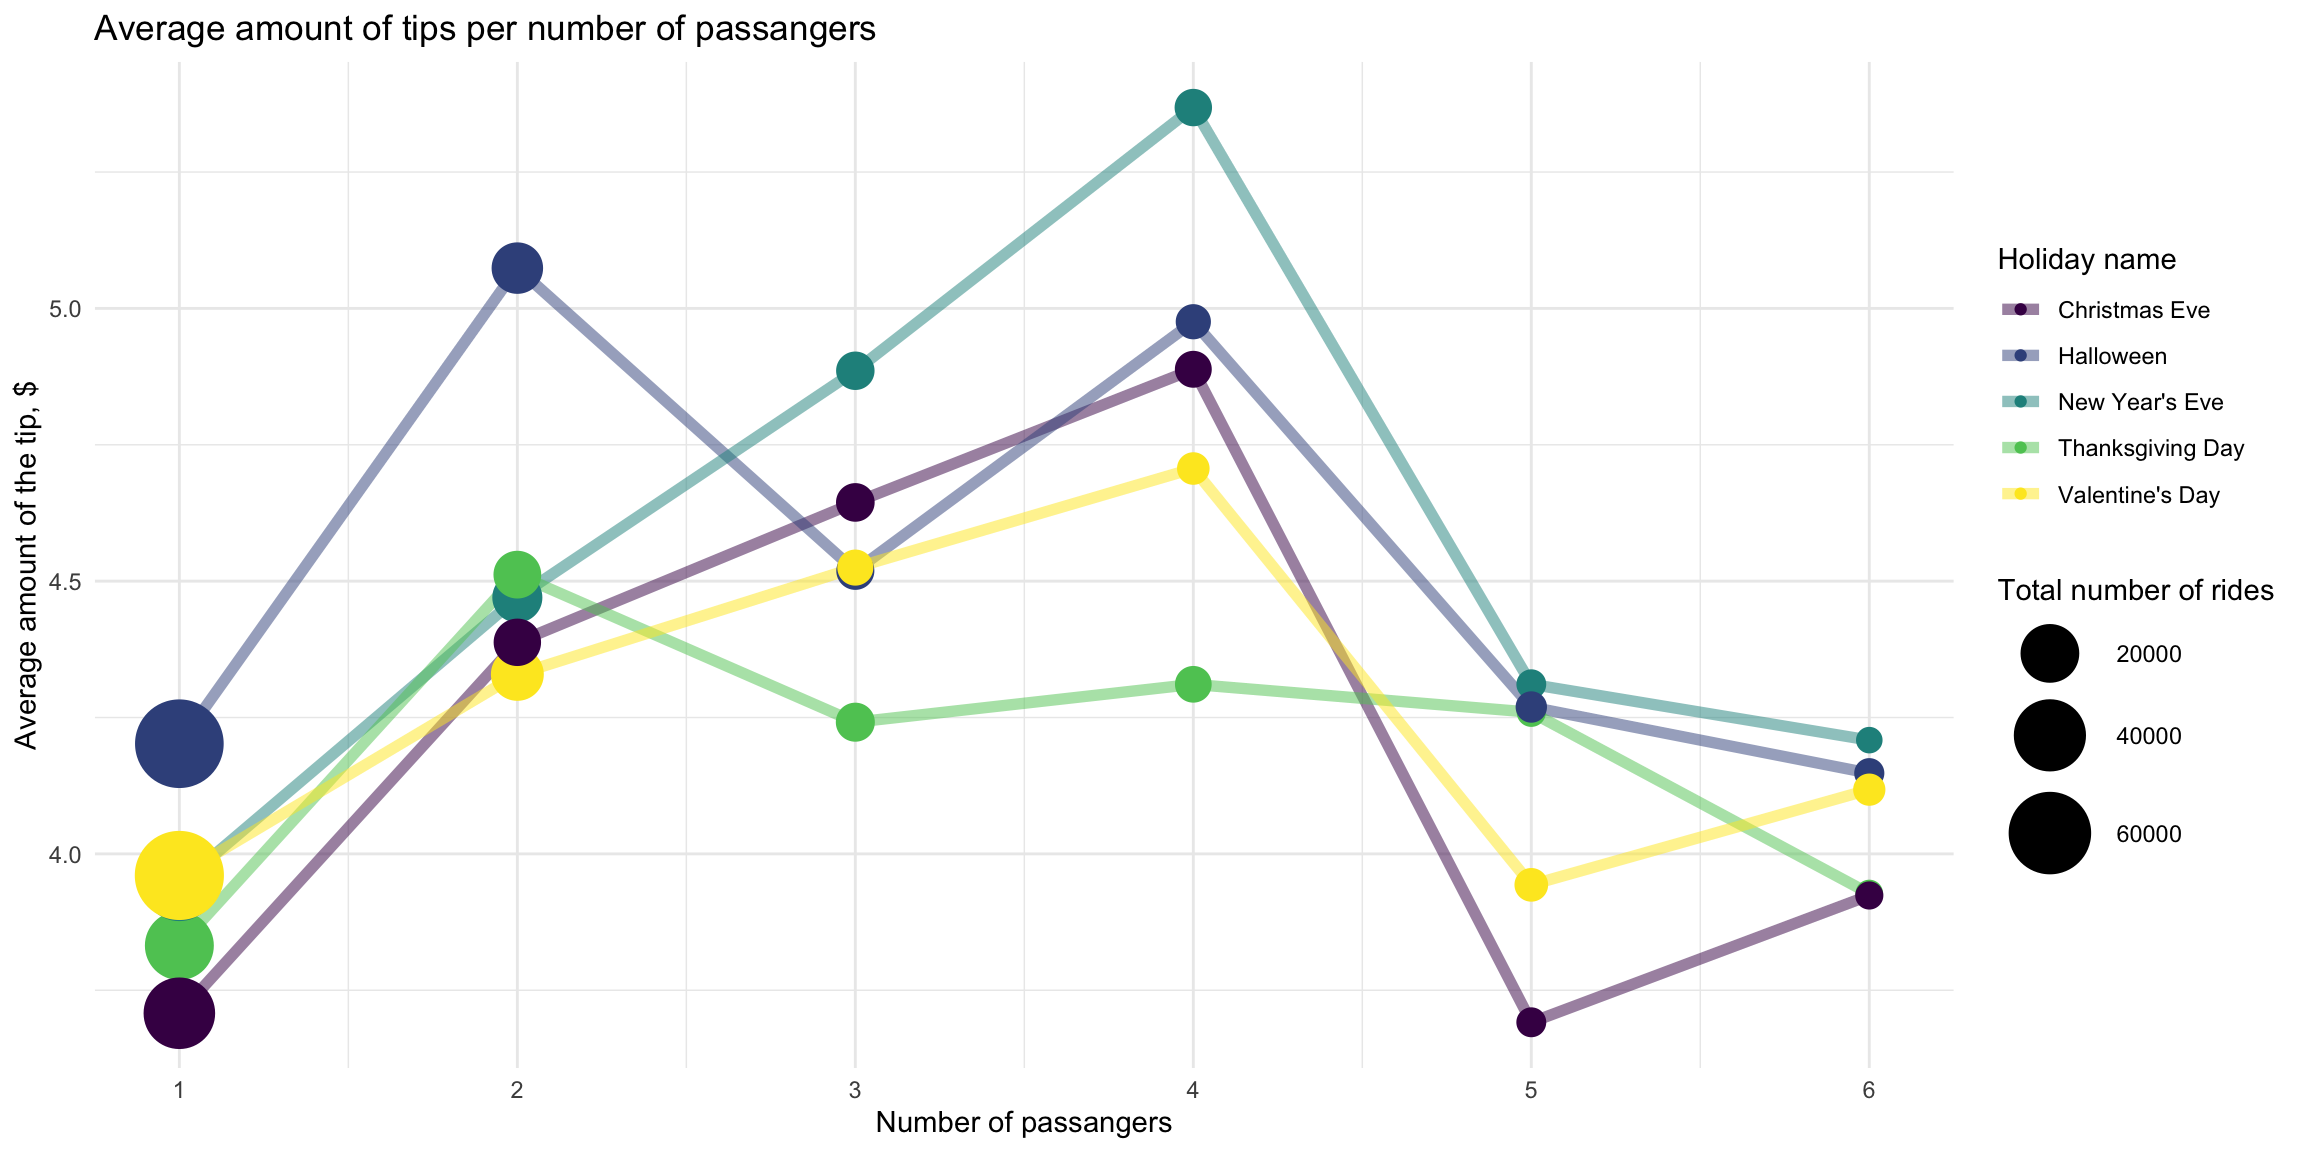 Average amount of tips per number of passangers
Average amount of the tip, $
5.0
4.5
4.0
1 2 3 4 5 6
Number of passangers
Holiday name
Christmas Eve
Halloween
New Year's Eve
Thanksgiving Day
Valentine's Day
Total number of rides
20000
40000
60000